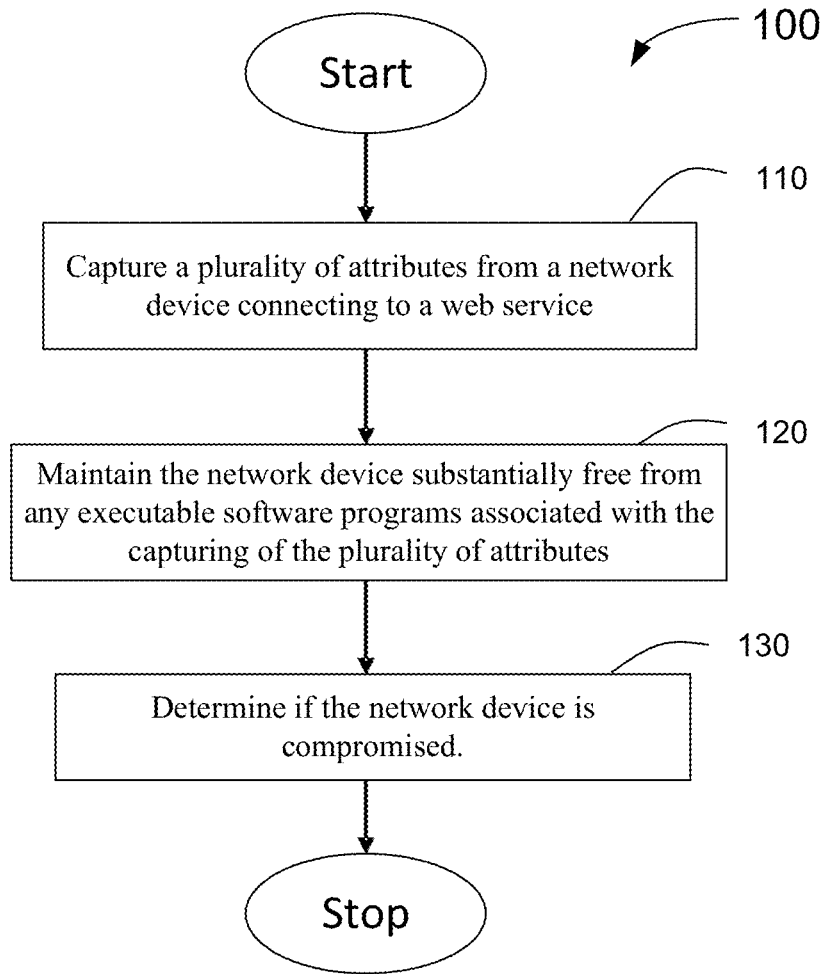 100
Start
110
Capture a plurality of attributes from a network
device connecting to a web service
120
Maintain the network device substantially free from
any executable software programs associated with the
capturing of the plurality of attributes
130
Determine if the network device is
compromised.
Stop